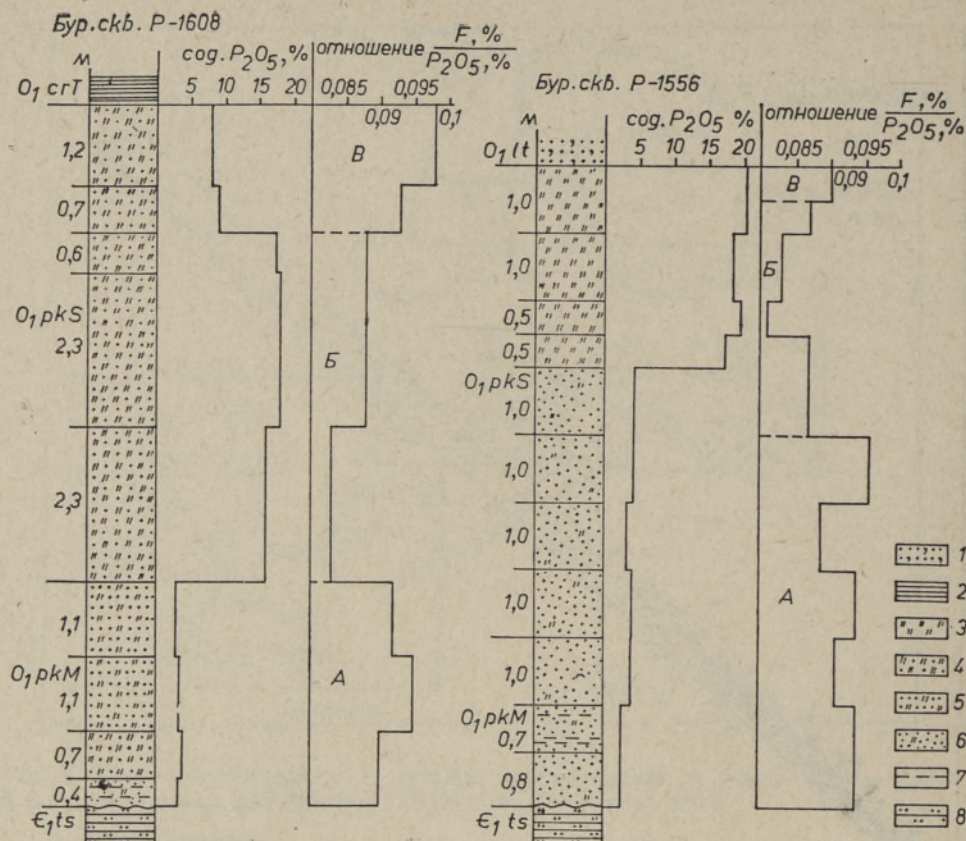 Бур.скв. Р-1608
м
сод. P₂O₅, %
отношение F, % / P₂O₅, %
5 10 15 20
0,085 0,095
0,09 0,1
O₁ crT
1,2
0,7
0,6
O₁ pkS
2,3
2,3
1,1
O₁ pkM
1,1
0,7
0,4
Є₁ ts
В
Б
А
Бур.скв. Р-1556
м
сод. P₂O₅ %
отношение F, % / P₂O₅, %
5 10 15 20
0,085 0,095
0,09 0,1
O₁ lt
1,0
1,0
0,5
0,5
O₁ pkS
1,0
1,0
1,0
1,0
1,0
O₁ pkM
0,7
0,8
Є₁ ts
В
Б
А
1
2
3
4
5
6
7
8